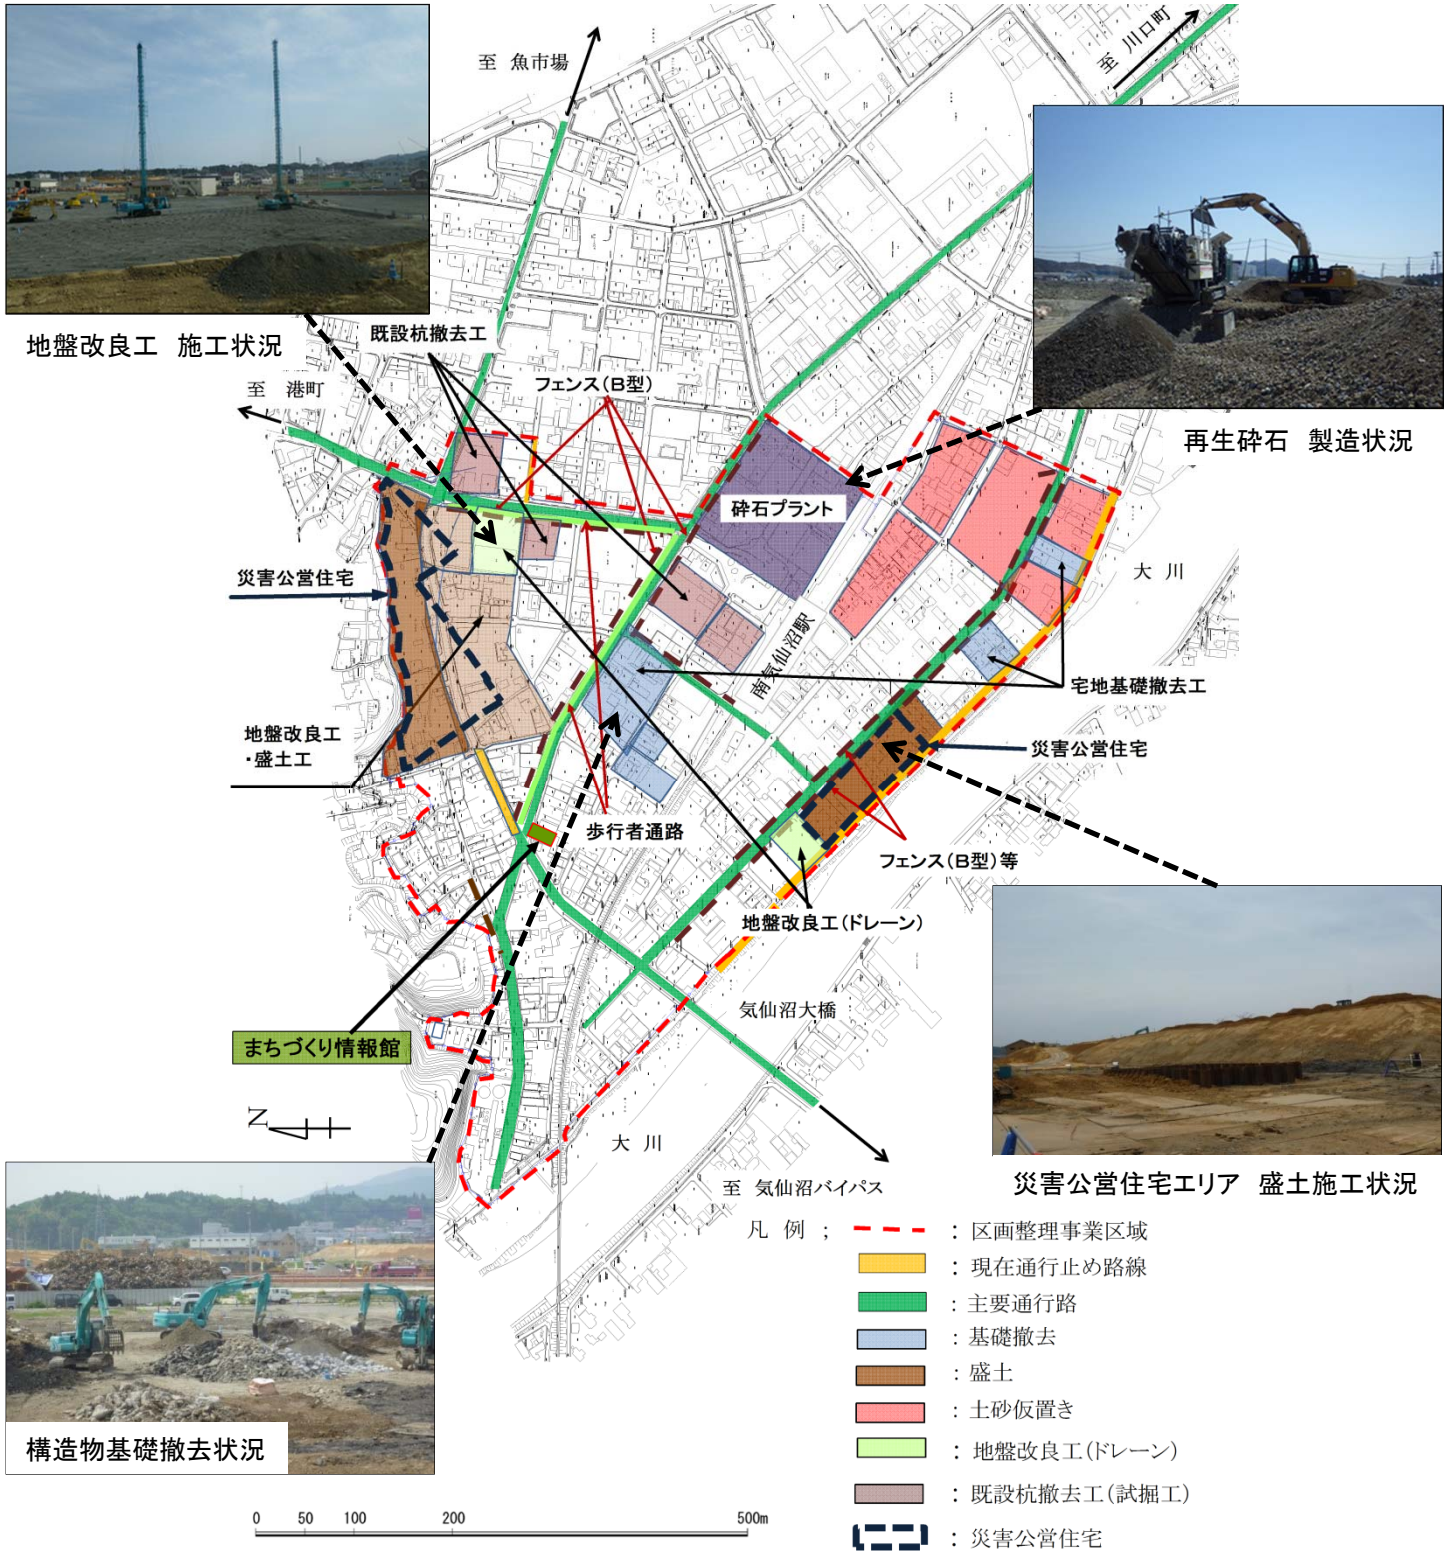 至 魚市場
至 川口町
地盤改良工 施工状況
既設杭撤去工
至 港町
フェンス(B型)
再生砕石 製造状況
砕石プラント
大 川
災害公営住宅
南気仙沼駅
宅地基礎撤去工
地盤改良工
・盛土工
災害公営住宅
歩行者通路
フェンス(B型)等
地盤改良工(ドレーン)
気仙沼大橋
まちづくり情報館
N
大 川
至 気仙沼バイパス
災害公営住宅エリア 盛土施工状況
凡 例 ;
: 区画整理事業区域
: 現在通行止め路線
: 主要通行路
: 基礎撤去
: 盛土
: 土砂仮置き
: 地盤改良工(ドレーン)
: 既設杭撤去工(試掘工)
: 災害公営住宅
構造物基礎撤去状況
0 50 100 200 500m